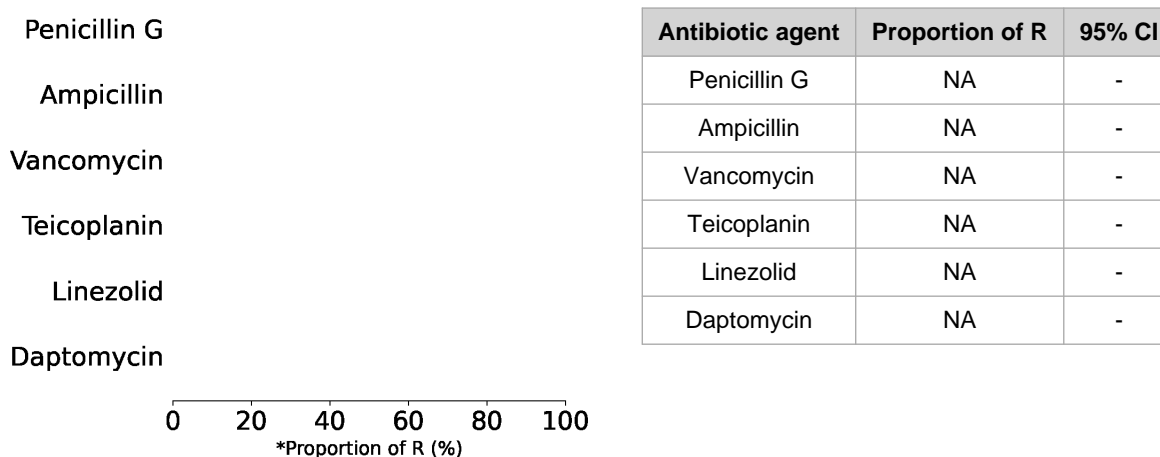 Penicillin G
Ampicillin
Vancomycin
Teicoplanin
Linezolid
Daptomycin
0 20 40 60 80 100
*Proportion of R (%)
Antibiotic agent Proportion of R 95% CI
Penicillin G NA -
Ampicillin NA -
Vancomycin NA -
Teicoplanin NA -
Linezolid NA -
Daptomycin NA -